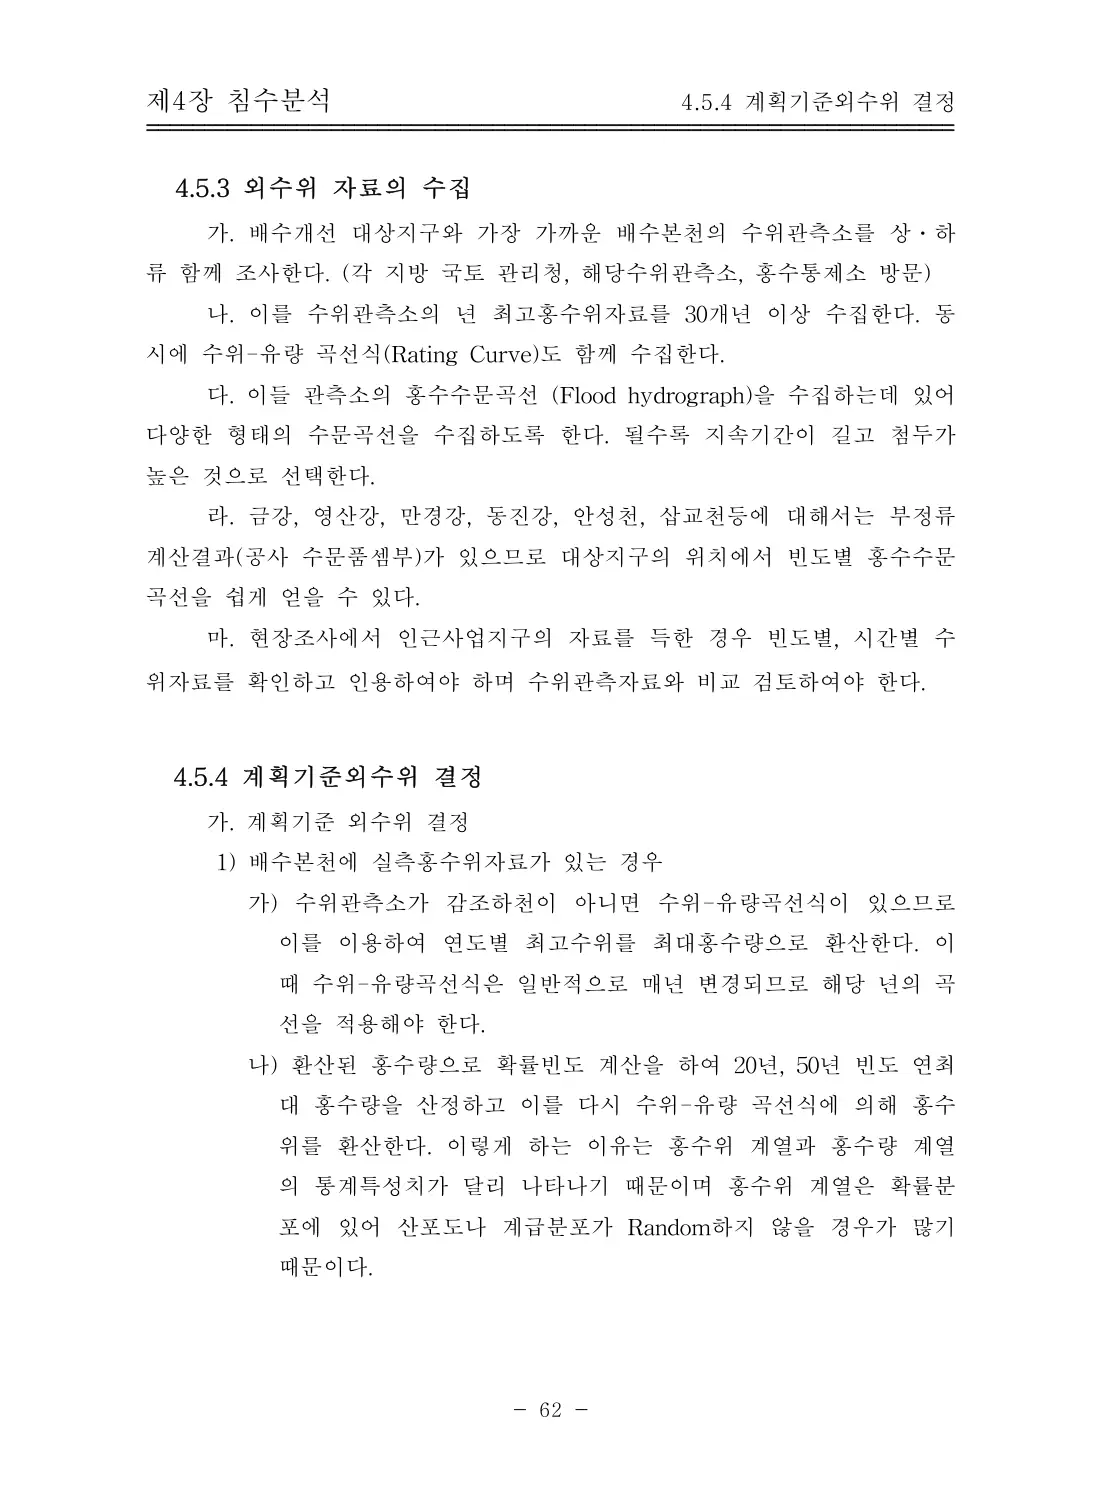 제4장 침수분석
4.5.4 계획기준외수위 결정
4.5.3 외수위 자료의 수집
가. 배수개선 대상지구와 가장 가까운 배수본천의 수위관측소를 상·하
류 함께 조사한다. (각 지방 국토 관리청, 해당수위관측소, 홍수통제소 방문)
나. 이를 수위관측소의 년 최고홍수위자료를 30개년 이상 수집한다. 동
시에 수위-유량 곡선식(Rating Curve)도 함께 수집한다.
다. 이들 관측소의 홍수수문곡선 (Flood hydrograph)을 수집하는데 있어
다양한 형태의 수문곡선을 수집하도록 한다. 될수록 지속기간이 길고 첨두가
높은 것으로 선택한다.
라. 금강, 영산강, 만경강, 동진강, 안성천, 삽교천등에 대해서는 부정류
계산결과(공사 수문품셈부)가 있으므로 대상지구의 위치에서 빈도별 홍수수문
곡선을 쉽게 얻을 수 있다.
마. 현장조사에서 인근사업지구의 자료를 득한 경우 빈도별, 시간별 수
위자료를 확인하고 인용하여야 하며 수위관측자료와 비교 검토하여야 한다.
4.5.4 계획기준외수위 결정
가. 계획기준 외수위 결정
1) 배수본천에 실측홍수위자료가 있는 경우
가) 수위관측소가 감조하천이 아니면 수위-유량곡선식이 있으므로
이를 이용하여 연도별 최고수위를 최대홍수량으로 환산한다. 이
때 수위-유량곡선식은 일반적으로 매년 변경되므로 해당 년의 곡
선을 적용해야 한다.
나) 환산된 홍수량으로 확률빈도 계산을 하여 20년, 50년 빈도 연최
대 홍수량을 산정하고 이를 다시 수위-유량 곡선식에 의해 홍수
위를 환산한다. 이렇게 하는 이유는 홍수위 계열과 홍수량 계열
의 통계특성치가 달리 나타나기 때문이며 홍수위 계열은 확률분
포에 있어 산포도나 계급분포가 Random하지 않을 경우가 많기
때문이다.
- 62 -